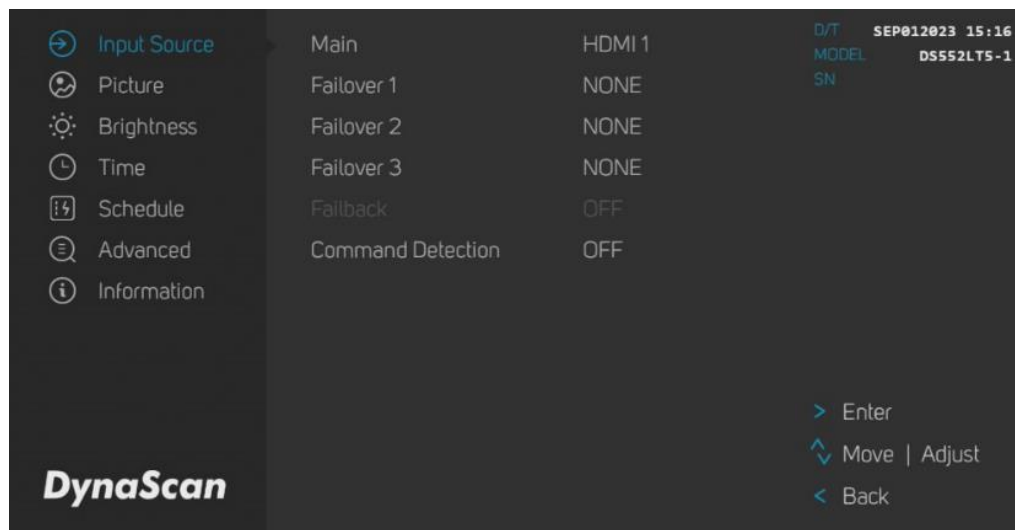 Input Source
Picture
Brightness
Time
Schedule
Advanced
Information
DynaScan
Main HDMI 1
Failover 1 NONE
Failover 2 NONE
Failover 3 NONE
Failback OFF
Command Detection OFF
D/T SEP012023 15:16
MODEL DS552LT5-1
SN
> Enter
Move | Adjust
< Back